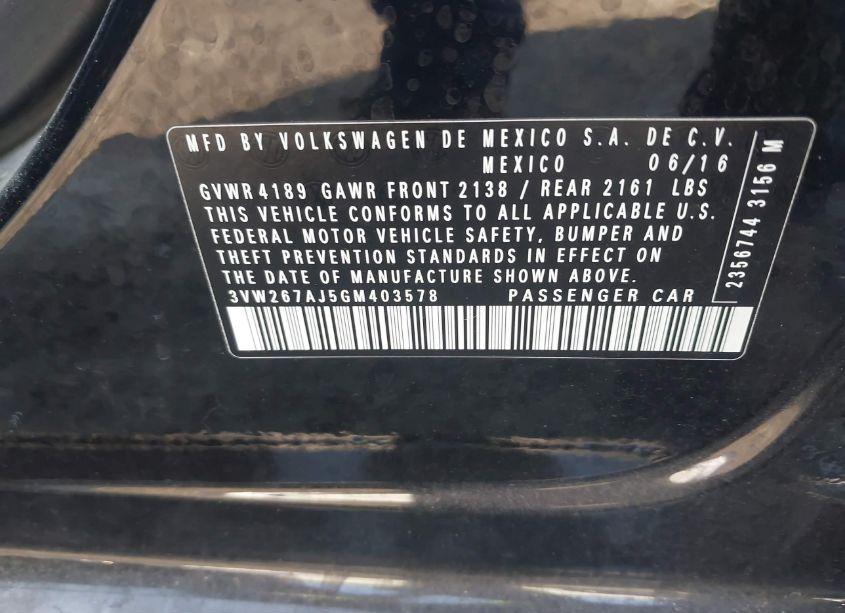 MFD BY VOLKSWAGEN DE MEXICO S.A. DE C.V.
MEXICO 06/16
GVWR 4189 GAWR FRONT 2138 / REAR 2161 LBS
THIS VEHICLE CONFORMS TO ALL APPLICABLE U.S.
FEDERAL MOTOR VEHICLE SAFETY, BUMPER AND
THEFT PREVENTION STANDARDS IN EFFECT ON
THE DATE OF MANUFACTURE SHOWN ABOVE.
3VW267AJ5GM403578 PASSENGER CAR
2356744 3156 M